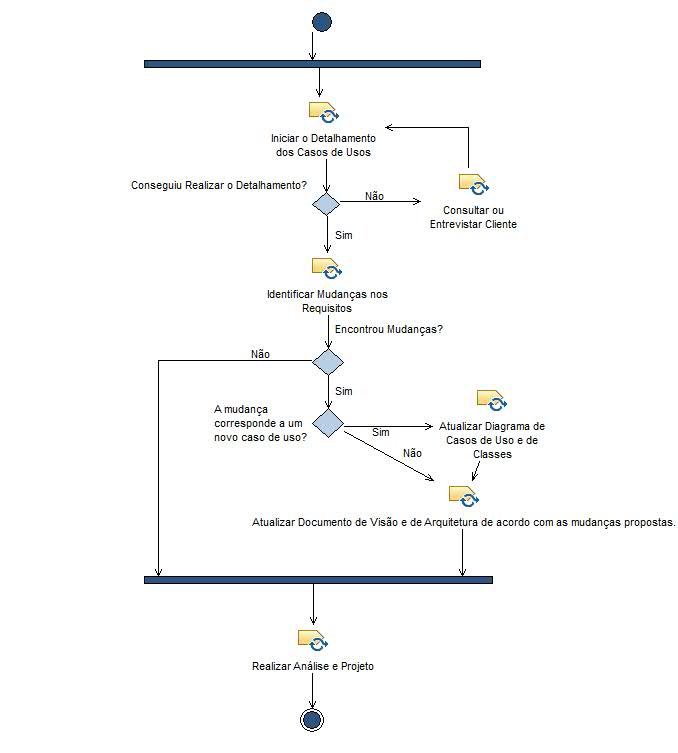 Iniciar o Detalhamento
dos Casos de Usos
Conseguiu Realizar o Detalhamento?
Não
Consultar ou
Entrevistar Cliente
Sim
Identificar Mudanças nos
Requisitos
Encontrou Mudanças?
Não
Sim
A mudança
corresponde a um
novo caso de uso?
Sim
Não
Atualizar Diagrama de
Casos de Uso e de
Classes
Atualizar Documento de Visão e de Arquitetura de acordo com as mudanças propostas.
Realizar Análise e Projeto